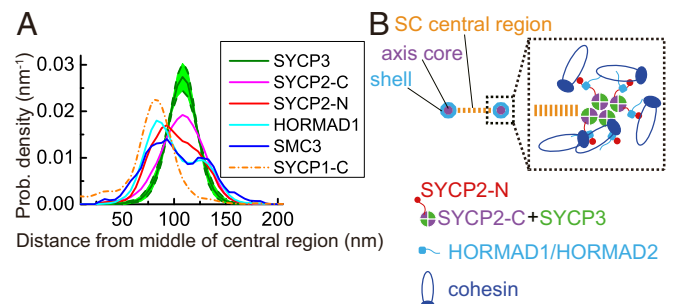 A
Prob. density (nm⁻¹)
0.03
0.02
0.01
0.00
50
100
150
200
Distance from middle of central region (nm)
SYCP3
SYCP2-C
SYCP2-N
HORMAD1
SMC3
SYCP1-C
B
SC central region
axis core
shell
SYCP2-N
SYCP2-C+SYCP3
HORMAD1/HORMAD2
cohesin